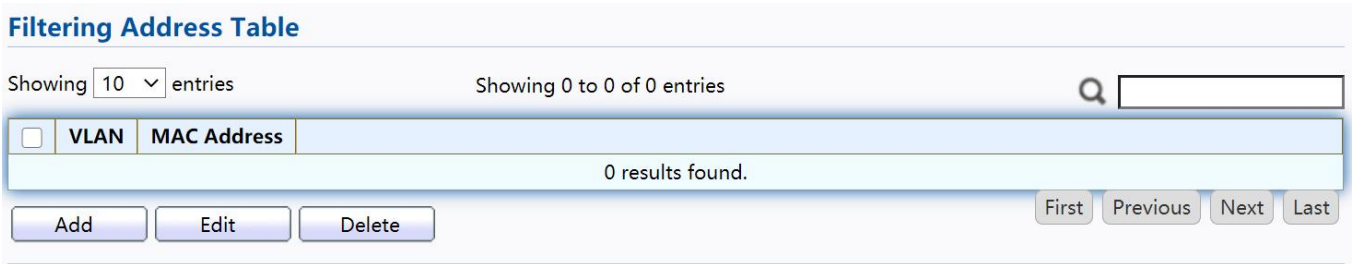 Filtering Address Table
Showing 10 entries Showing 0 to 0 of 0 entries
VLAN MAC Address
0 results found.
Add Edit Delete First Previous Next Last